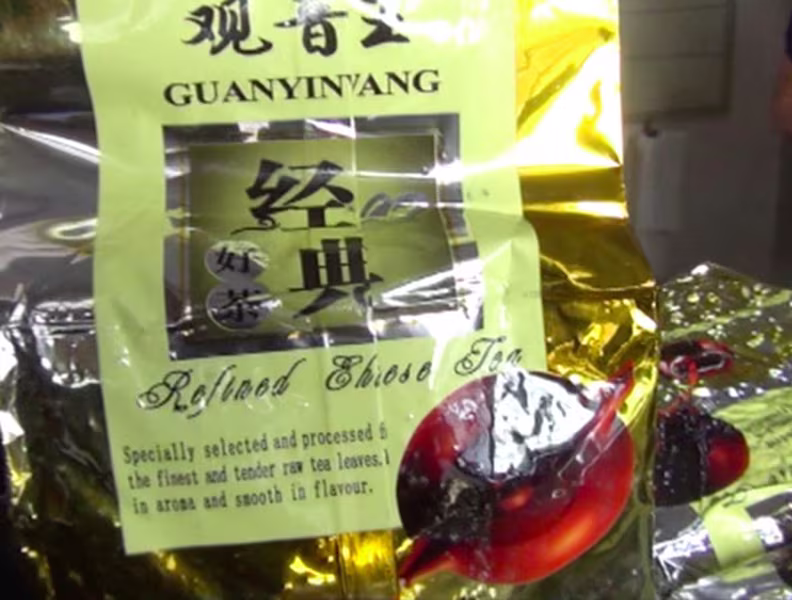 观音王
GUANYINWANG
经典
好茶
Refined Ehiese Tea
Specially selected and processed
the finest and tender raw tea leaves.
in aroma and smooth in flavour.